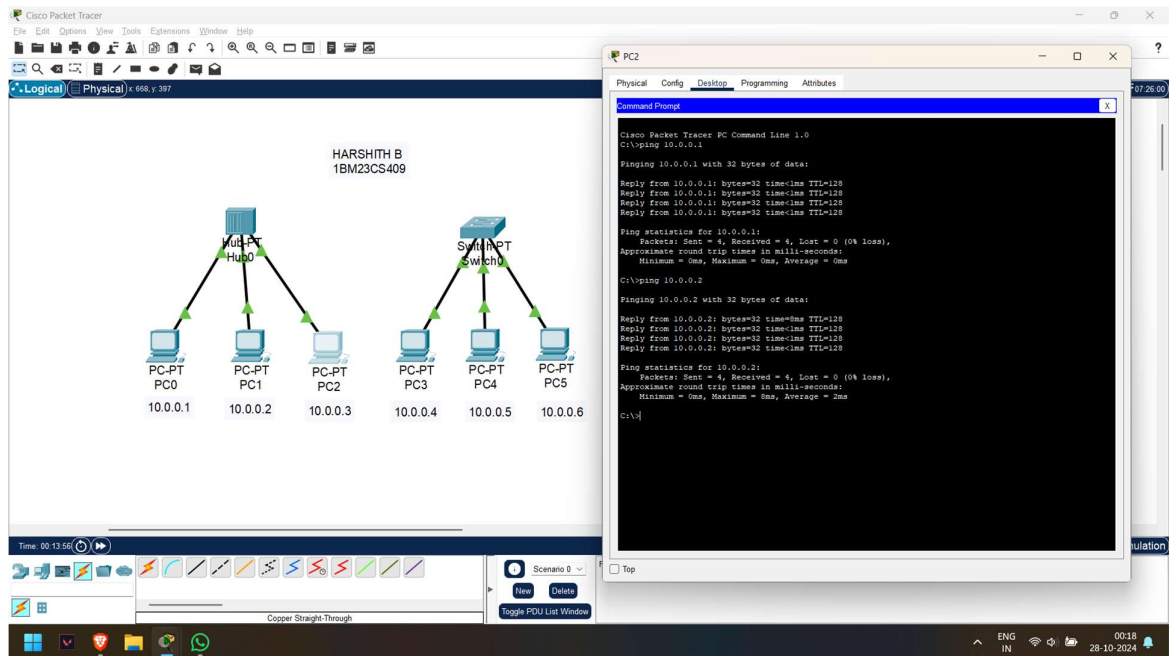 Cisco Packet Tracer
File Edit Options View Tools Extensions Window Help
?
Logical Physical x: 668, y: 397
07:26:00
HARSHITH B
1BM23CS409
Hub-PT
Hub0
Switch-PT
Switch0
PC-PT
PC0
10.0.0.1
PC-PT
PC1
10.0.0.2
PC-PT
PC2
10.0.0.3
PC-PT
PC3
10.0.0.4
PC-PT
PC4
10.0.0.5
PC-PT
PC5
10.0.0.6
PC2
Physical Config Desktop Programming Attributes
Command Prompt
X
Cisco Packet Tracer PC Command Line 1.0
C:\>ping 10.0.0.1
Pinging 10.0.0.1 with 32 bytes of data:
Reply from 10.0.0.1: bytes=32 time<1ms TTL=128
Reply from 10.0.0.1: bytes=32 time<1ms TTL=128
Reply from 10.0.0.1: bytes=32 time<1ms TTL=128
Reply from 10.0.0.1: bytes=32 time<1ms TTL=128
Ping statistics for 10.0.0.1:
Packets: Sent = 4, Received = 4, Lost = 0 (0% loss),
Approximate round trip times in milli-seconds:
Minimum = 0ms, Maximum = 0ms, Average = 0ms
C:\>ping 10.0.0.2
Pinging 10.0.0.2 with 32 bytes of data:
Reply from 10.0.0.2: bytes=32 time=8ms TTL=128
Reply from 10.0.0.2: bytes=32 time<1ms TTL=128
Reply from 10.0.0.2: bytes=32 time<1ms TTL=128
Reply from 10.0.0.2: bytes=32 time<1ms TTL=128
Ping statistics for 10.0.0.2:
Packets: Sent = 4, Received = 4, Lost = 0 (0% loss),
Approximate round trip times in milli-seconds:
Minimum = 0ms, Maximum = 8ms, Average = 2ms
C:\>
Top
Time: 00:13:56
Scenario 0
New Delete
Toggle PDU List Window
Copper Straight-Through
ENG
IN
00:18
28-10-2024